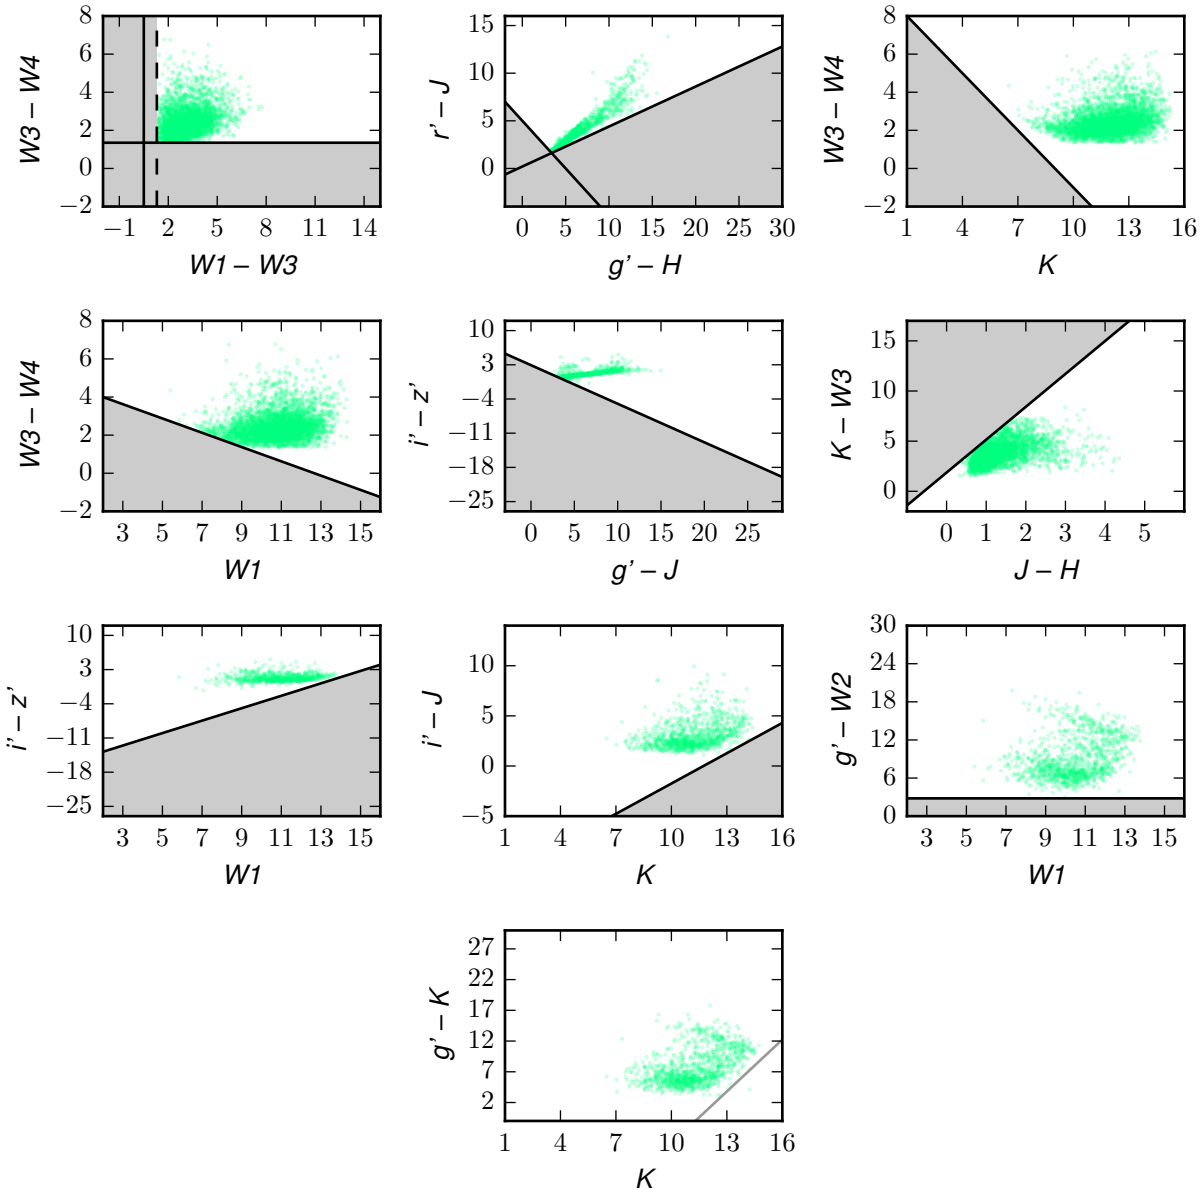 8
6
4
2
0
−2
W3 – W4
−1 2 5 8 11 14
W1 – W3
15
10
5
0
r' – J
0 5 10 15 20 25 30
g' – H
8
6
4
2
0
−2
W3 – W4
1 4 7 10 13 16
K
8
6
4
2
0
−2
W3 – W4
3 5 7 9 11 13 15
W1
10
3
−4
−11
−18
−25
i' – z'
0 5 10 15 20 25
g' – J
15
10
5
0
K – W3
0 1 2 3 4 5
J – H
10
3
−4
−11
−18
−25
i' – z'
3 5 7 9 11 13 15
W1
10
5
0
−5
i' – J
1 4 7 10 13 16
K
30
24
18
12
6
0
g' – W2
3 5 7 9 11 13 15
W1
27
22
17
12
7
2
g' – K
1 4 7 10 13 16
K